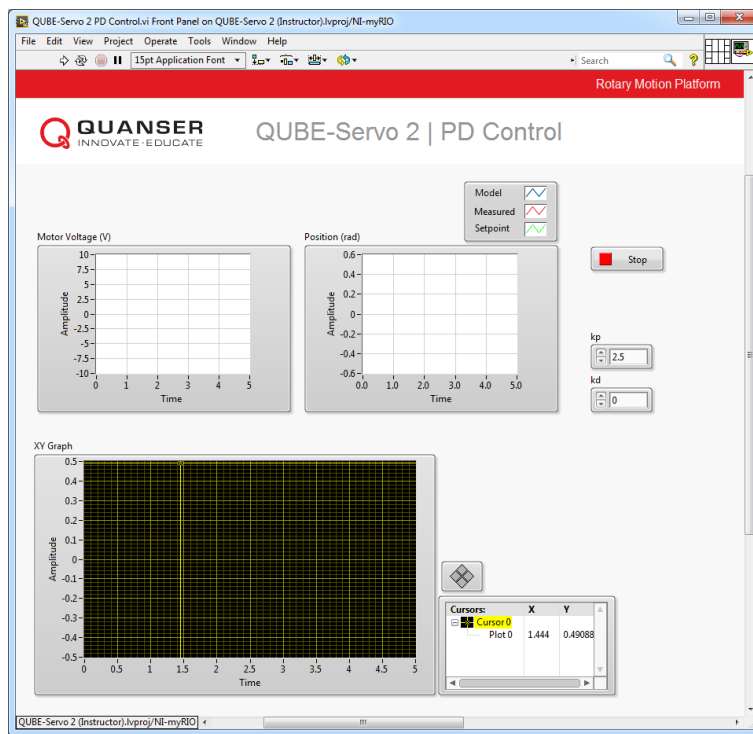 QUBE-Servo 2 PD Control.vi Front Panel on QUBE-Servo 2 (Instructor).lvproj/NI-myRIO
File Edit View Project Operate Tools Window Help
15pt Application Font Search
Rotary Motion Platform
QUANSER
INNOVATE·EDUCATE
QUBE-Servo 2 | PD Control
Model
Measured
Setpoint
Motor Voltage (V)
10
7.5
5
2.5
0
-2.5
-5
-7.5
-10
Amplitude
0 1 2 3 4 5
Time
Position (rad)
0.6
0.4
0.2
0
-0.2
-0.4
-0.6
Amplitude
0.0 1.0 2.0 3.0 4.0 5.0
Time
Stop
kp
2.5
kd
0
XY Graph
0.5
0.4
0.3
0.2
0.1
0
-0.1
-0.2
-0.3
-0.4
-0.5
Amplitude
0 0.5 1 1.5 2 2.5 3 3.5 4 4.5 5
Time
Cursors: X Y
Cursor 0
Plot 0 1.444 0.49088
QUBE-Servo 2 (Instructor).lvproj/NI-myRIO